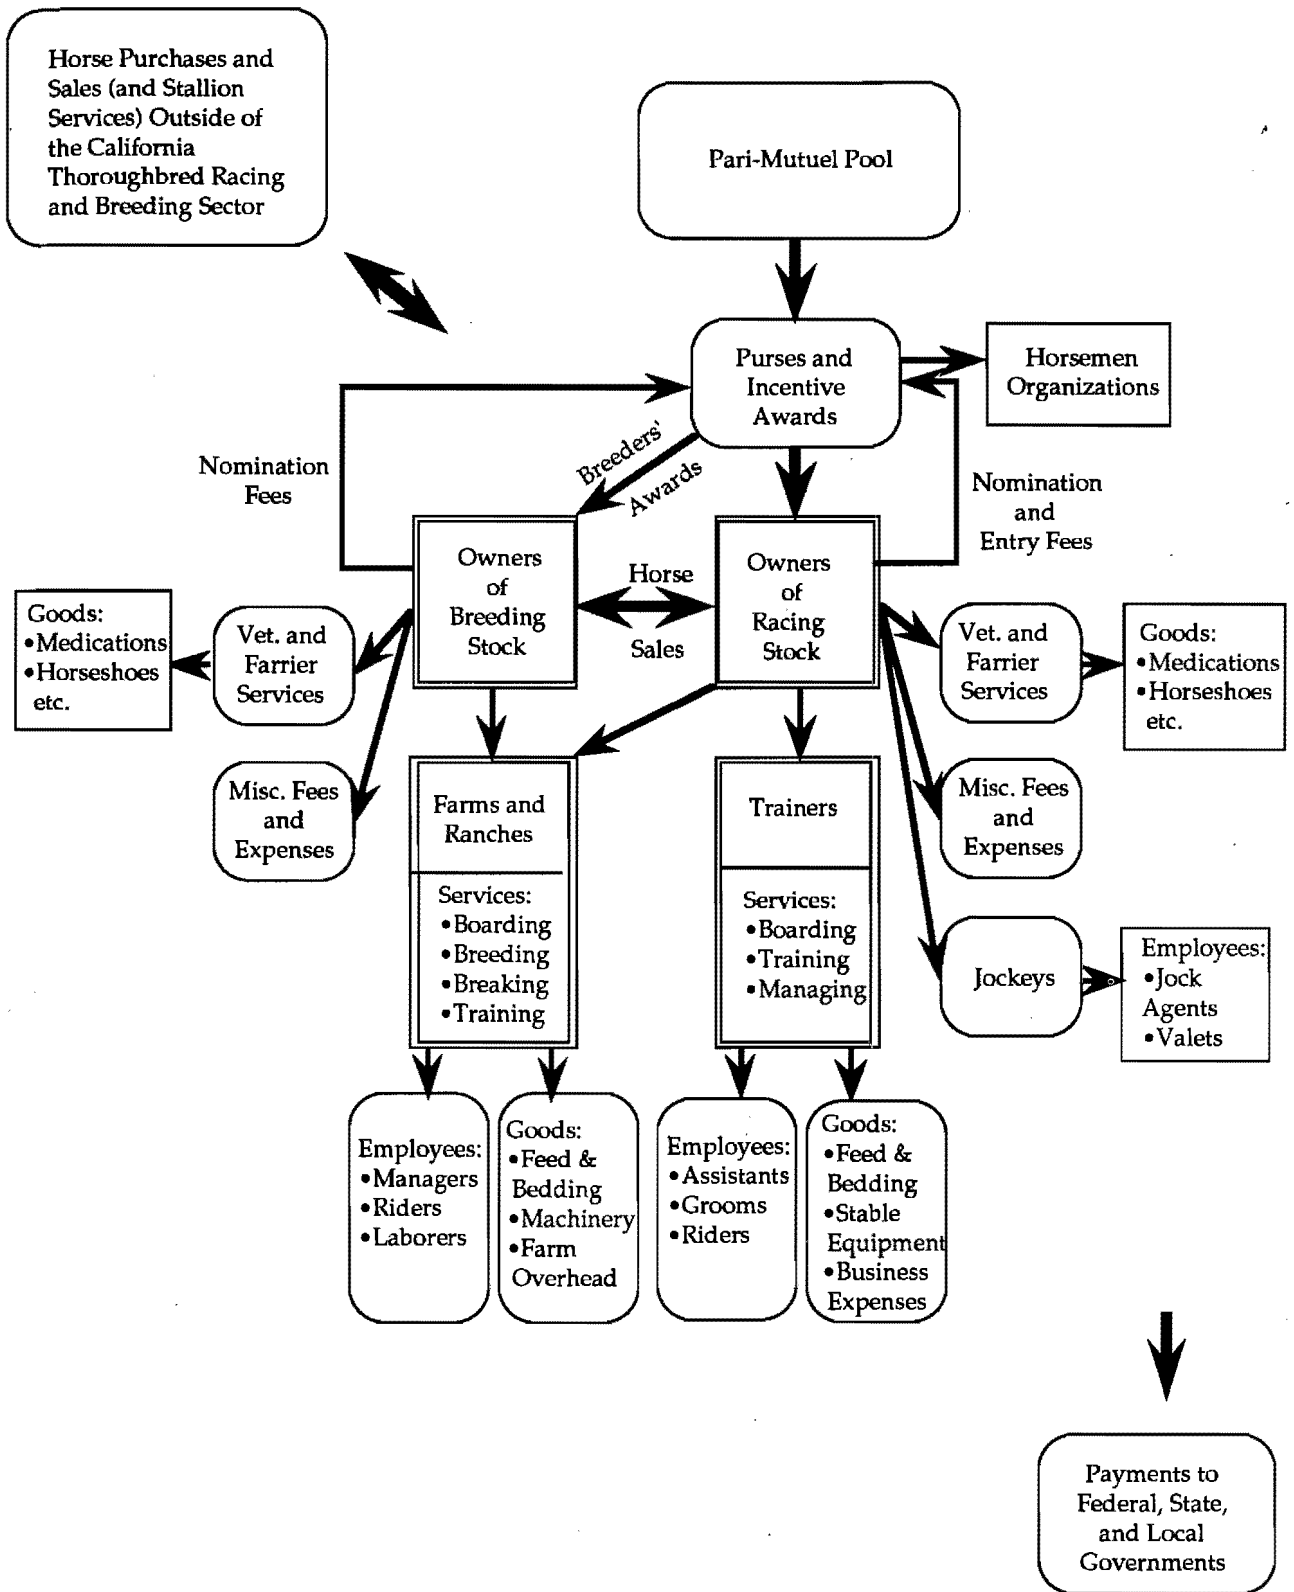 Horse Purchases and
Sales (and Stallion
Services) Outside of
the California
Thoroughbred Racing
and Breeding Sector
Pari-Mutuel Pool
Purses and
Incentive
Awards
Horsemen
Organizations
Nomination
Fees
Breeders'
Awards
Nomination
and
Entry Fees
Owners
of
Breeding
Stock
Horse
Sales
Owners
of
Racing
Stock
Goods:
•Medications
•Horseshoes
etc.
Vet. and
Farrier
Services
Vet. and
Farrier
Services
Goods:
•Medications
•Horseshoes
etc.
Misc. Fees
and
Expenses
Farms and
Ranches
Services:
•Boarding
•Breeding
•Breaking
•Training
Trainers
Services:
•Boarding
•Training
•Managing
Misc. Fees
and
Expenses
Jockeys
Employees:
•Jock
Agents
•Valets
Employees:
•Managers
•Riders
•Laborers
Goods:
•Feed &
Bedding
•Machinery
•Farm
Overhead
Employees:
•Assistants
•Grooms
•Riders
Goods:
•Feed &
Bedding
•Stable
Equipment
•Business
Expenses
Payments to
Federal, State,
and Local
Governments